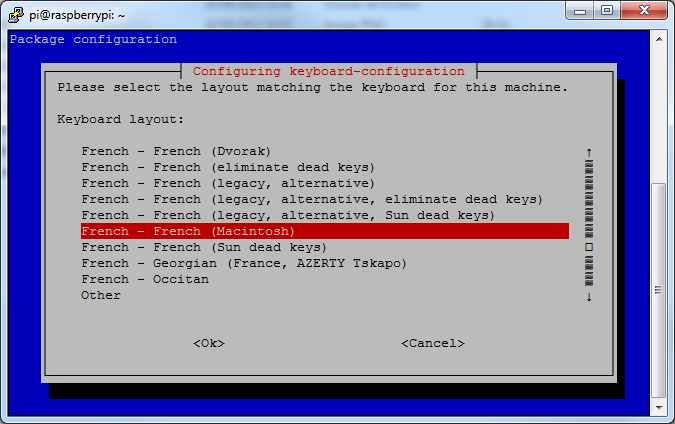 pi@raspberrypi: ~
Package configuration
Configuring keyboard-configuration
Please select the layout matching the keyboard for this machine.
Keyboard layout:
French - French (Dvorak)
French - French (eliminate dead keys)
French - French (legacy, alternative)
French - French (legacy, alternative, eliminate dead keys)
French - French (legacy, alternative, Sun dead keys)
French - French (Macintosh)
French - French (Sun dead keys)
French - Georgian (France, AZERTY Tskapo)
French - Occitan
Other
<Ok> <Cancel>